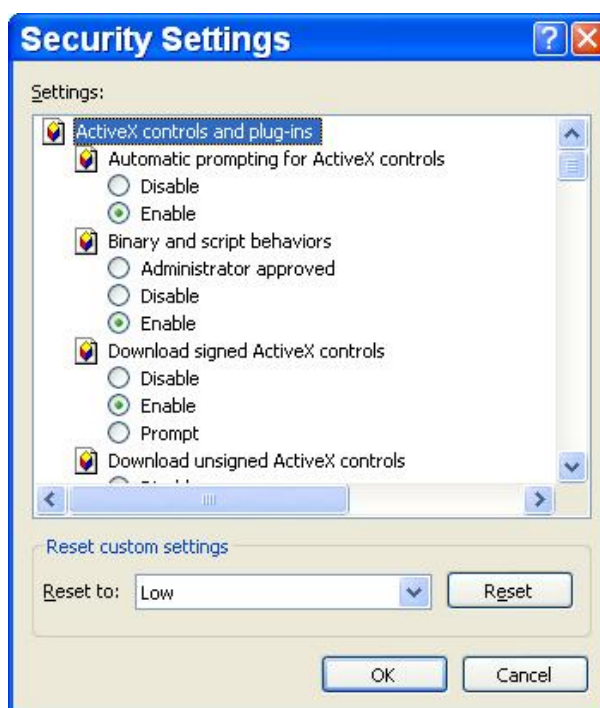 Security Settings
Settings:
ActiveX controls and plug-ins
Automatic prompting for ActiveX controls
Disable
Enable
Binary and script behaviors
Administrator approved
Disable
Enable
Download signed ActiveX controls
Disable
Enable
Prompt
Download unsigned ActiveX controls
Reset custom settings
Reset to: Low Reset
OK Cancel